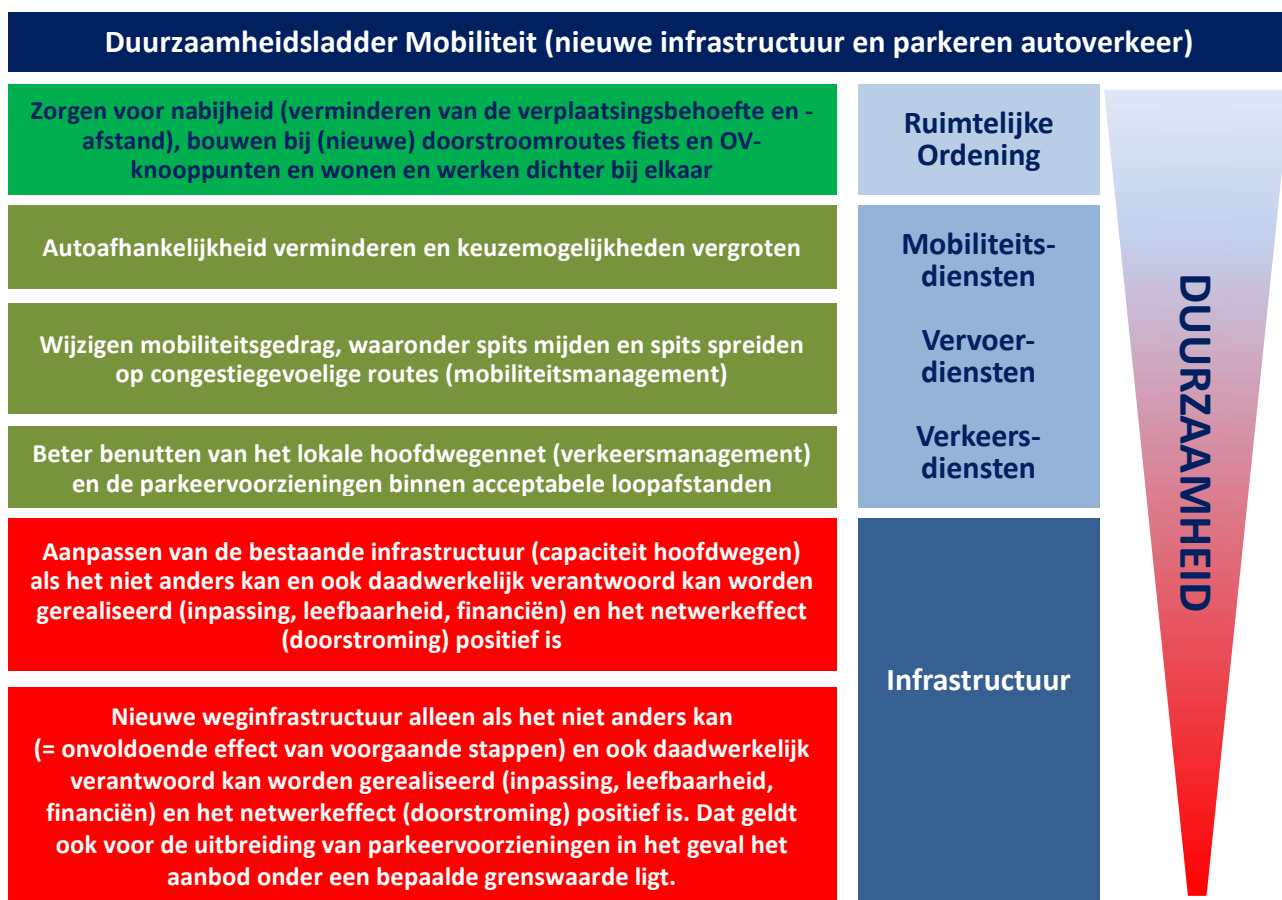 Duurzaamheidsladder Mobiliteit (nieuwe infrastructuur en parkeren autoverkeer)
Zorgen voor nabijheid (verminderen van de verplaatsingsbehoefte en -
afstand), bouwen bij (nieuwe) doorstroomroutes fiets en OV-
knooppunten en wonen en werken dichter bij elkaar
Ruimtelijke
Ordening
Autoafhankelijkheid verminderen en keuzemogelijkheden vergroten
Mobiliteits-
diensten
Wijzigen mobiliteitsgedrag, waaronder spits mijden en spits spreiden
op congestiegevoelige routes (mobiliteitsmanagement)
Vervoer-
diensten
Beter benutten van het lokale hoofdwegennet (verkeersmanagement)
en de parkeervoorzieningen binnen acceptabele loopafstanden
Verkeers-
diensten
Aanpassen van de bestaande infrastructuur (capaciteit hoofdwegen)
als het niet anders kan en ook daadwerkelijk verantwoord kan worden
gerealiseerd (inpassing, leefbaarheid, financiën) en het netwerkeffect
(doorstroming) positief is
Nieuwe weginfrastructuur alleen als het niet anders kan
(= onvoldoende effect van voorgaande stappen) en ook daadwerkelijk
verantwoord kan worden gerealiseerd (inpassing, leefbaarheid,
financiën) en het netwerkeffect (doorstroming) positief is. Dat geldt
ook voor de uitbreiding van parkeervoorzieningen in het geval het
aanbod onder een bepaalde grenswaarde ligt.
Infrastructuur
DUURZAAMHEID